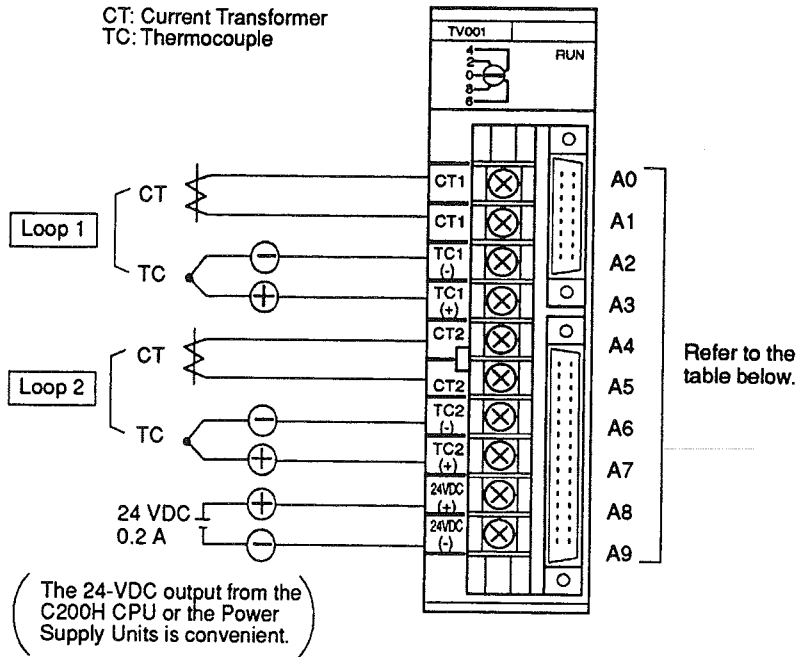 CT: Current Transformer
TC: Thermocouple
TV001
RUN
4
2
0
8
6
Loop 1
CT
TC
CT1
CT1
TC1
(-)
TC1
(+)
A0
A1
A2
A3
Loop 2
CT
TC
CT2
CT2
TC2
(-)
TC2
(+)
A4
A5
A6
A7
Refer to the
table below.
24 VDC
0.2 A
24VDC
(+)
24VDC
(-)
A8
A9
The 24-VDC output from the
C200H CPU or the Power
Supply Units is convenient.